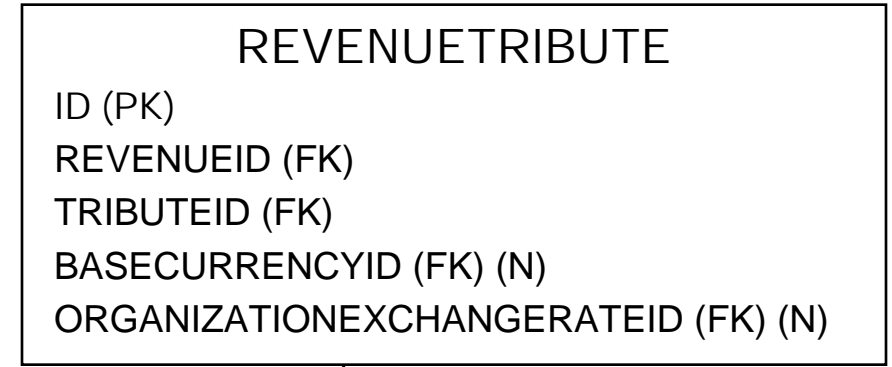 REVENUETRIBUTE
ID (PK)
REVENUEID (FK)
TRIBUTEID (FK)
BASECURRENCYID (FK) (N)
ORGANIZATIONEXCHANGERATEID (FK) (N)